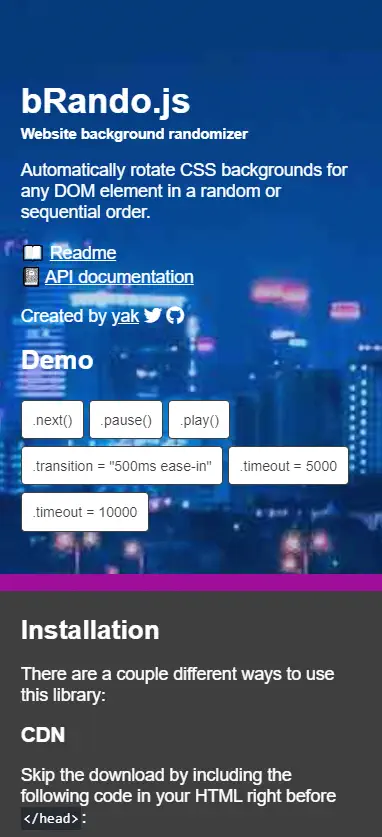 bRando.js
Website background randomizer
Automatically rotate CSS backgrounds for
any DOM element in a random or
sequential order.
📖 Readme
📓 API documentation
Created by yak
Demo
.next() .pause() .play()
.transition = "500ms ease-in" .timeout = 5000
.timeout = 10000
Installation
There are a couple different ways to use
this library:
CDN
Skip the download by including the
following code in your HTML right before
</head> :